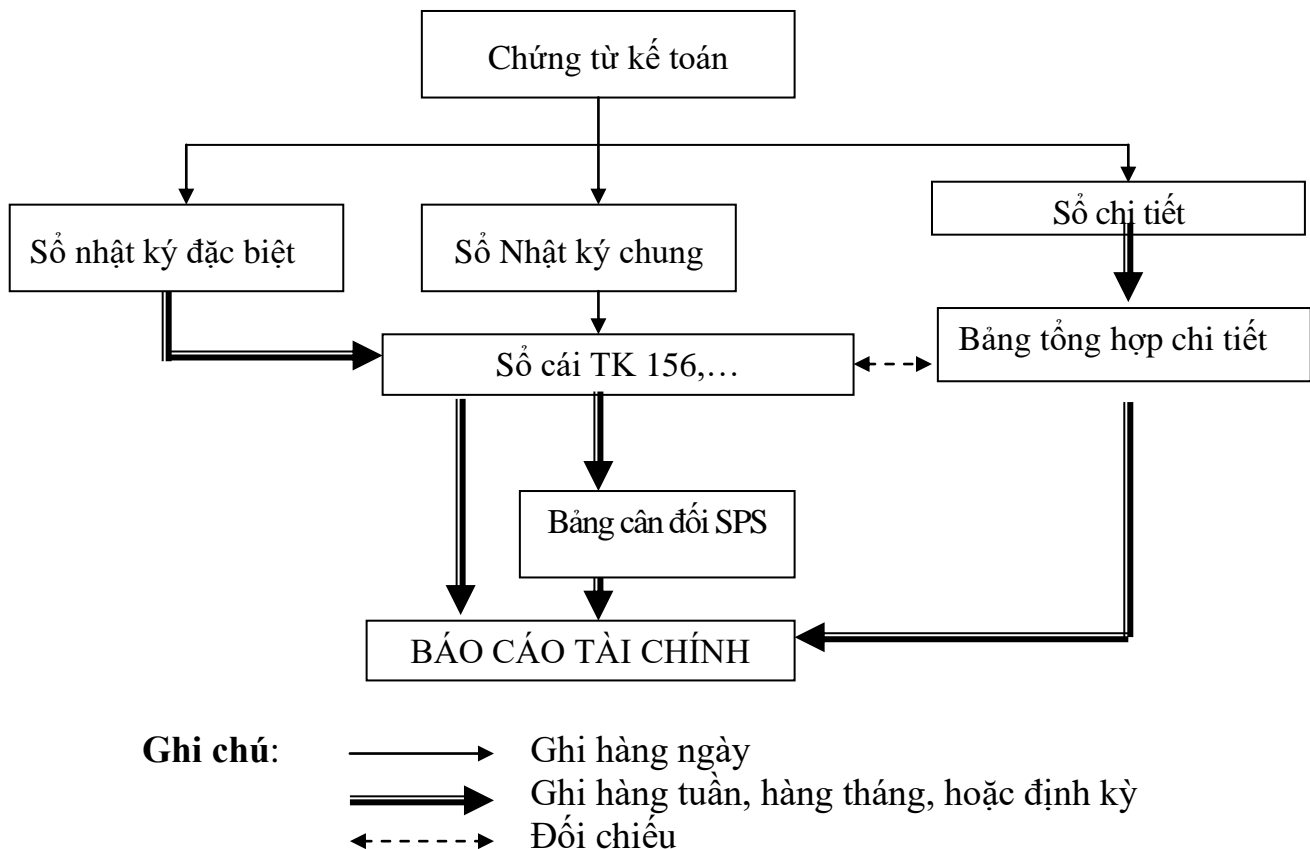 Chứng từ kế toán
Sổ nhật ký đặc biệt
Sổ Nhật ký chung
Sổ chi tiết
Bảng tổng hợp chi tiết
Sổ cái TK 156,…
Bảng cân đối SPS
BÁO CÁO TÀI CHÍNH
Ghi chú:
Ghi hàng ngày
Ghi hàng tuần, hàng tháng, hoặc định kỳ
Đối chiếu